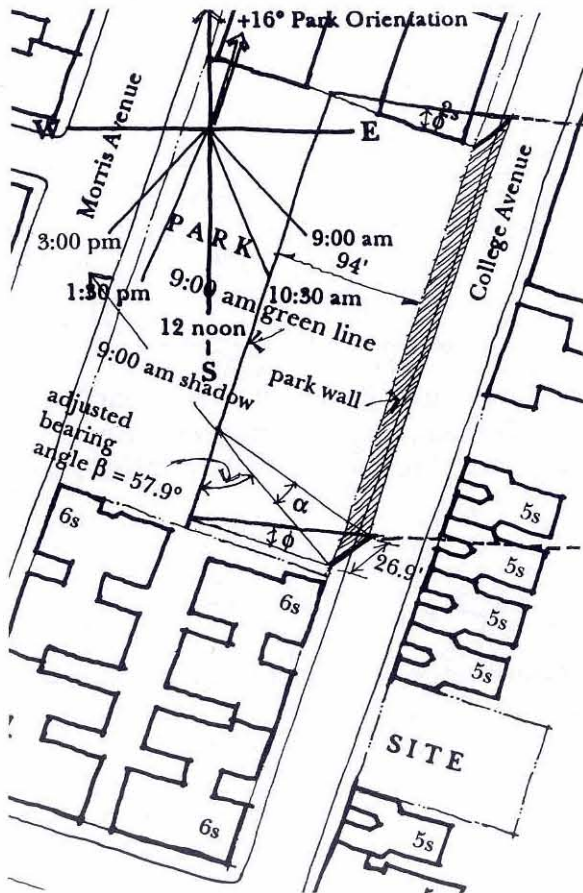 +16° Park Orientation
Morris Avenue
W
E
ϕs
College Avenue
PARK
3:00 pm
9:00 am
94'
1:30 pm
10:30 am
9:00 am green line
12 noon
S
park wall
9:00 am shadow
adjusted
bearing
angle β = 57.9°
α
ϕ
26.9'
6s
6s
6s
5s
5s
5s
5s
SITE
5s